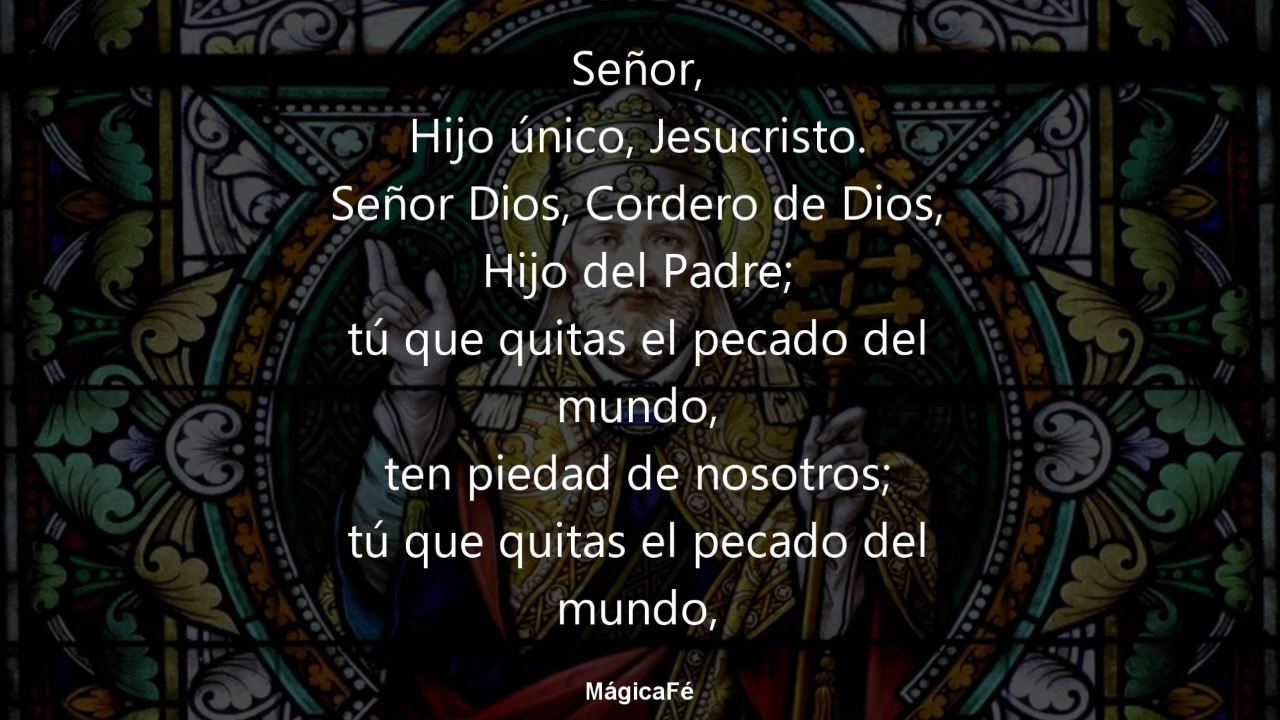 Señor,
Hijo único, Jesucristo.
Señor Dios, Cordero de Dios,
Hijo del Padre;
tú que quitas el pecado del
mundo,
ten piedad de nosotros;
tú que quitas el pecado del
mundo,
MágicaFé